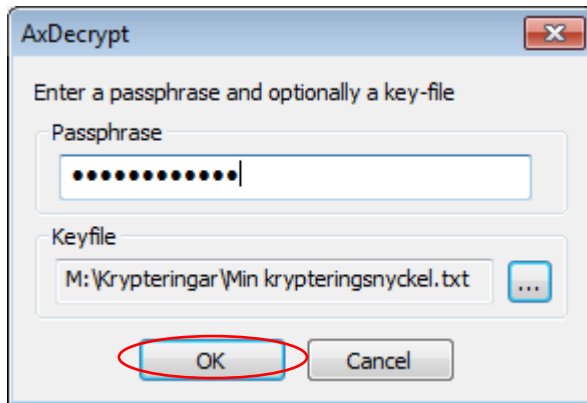 AxDecrypt
Enter a passphrase and optionally a key-file
Passphrase
••••••••••••
Keyfile
M:\Krypteringar\Min krypteringsnyckel.txt ...
OK Cancel